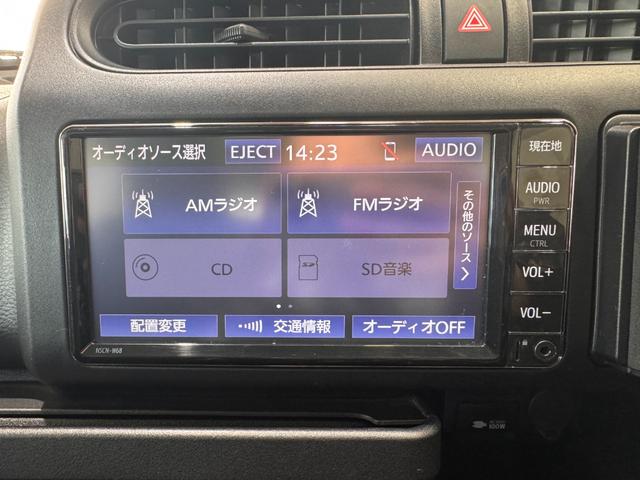 オーディオソース選択 EJECT 14:23 AUDIO
AMラジオ FMラジオ
CD SD音楽
その他のソース
配置変更 交通情報 オーディオOFF
NSCN-W68
現在地
AUDIO
PWR
MENU
CTRL
VOL+
VOL-
100W